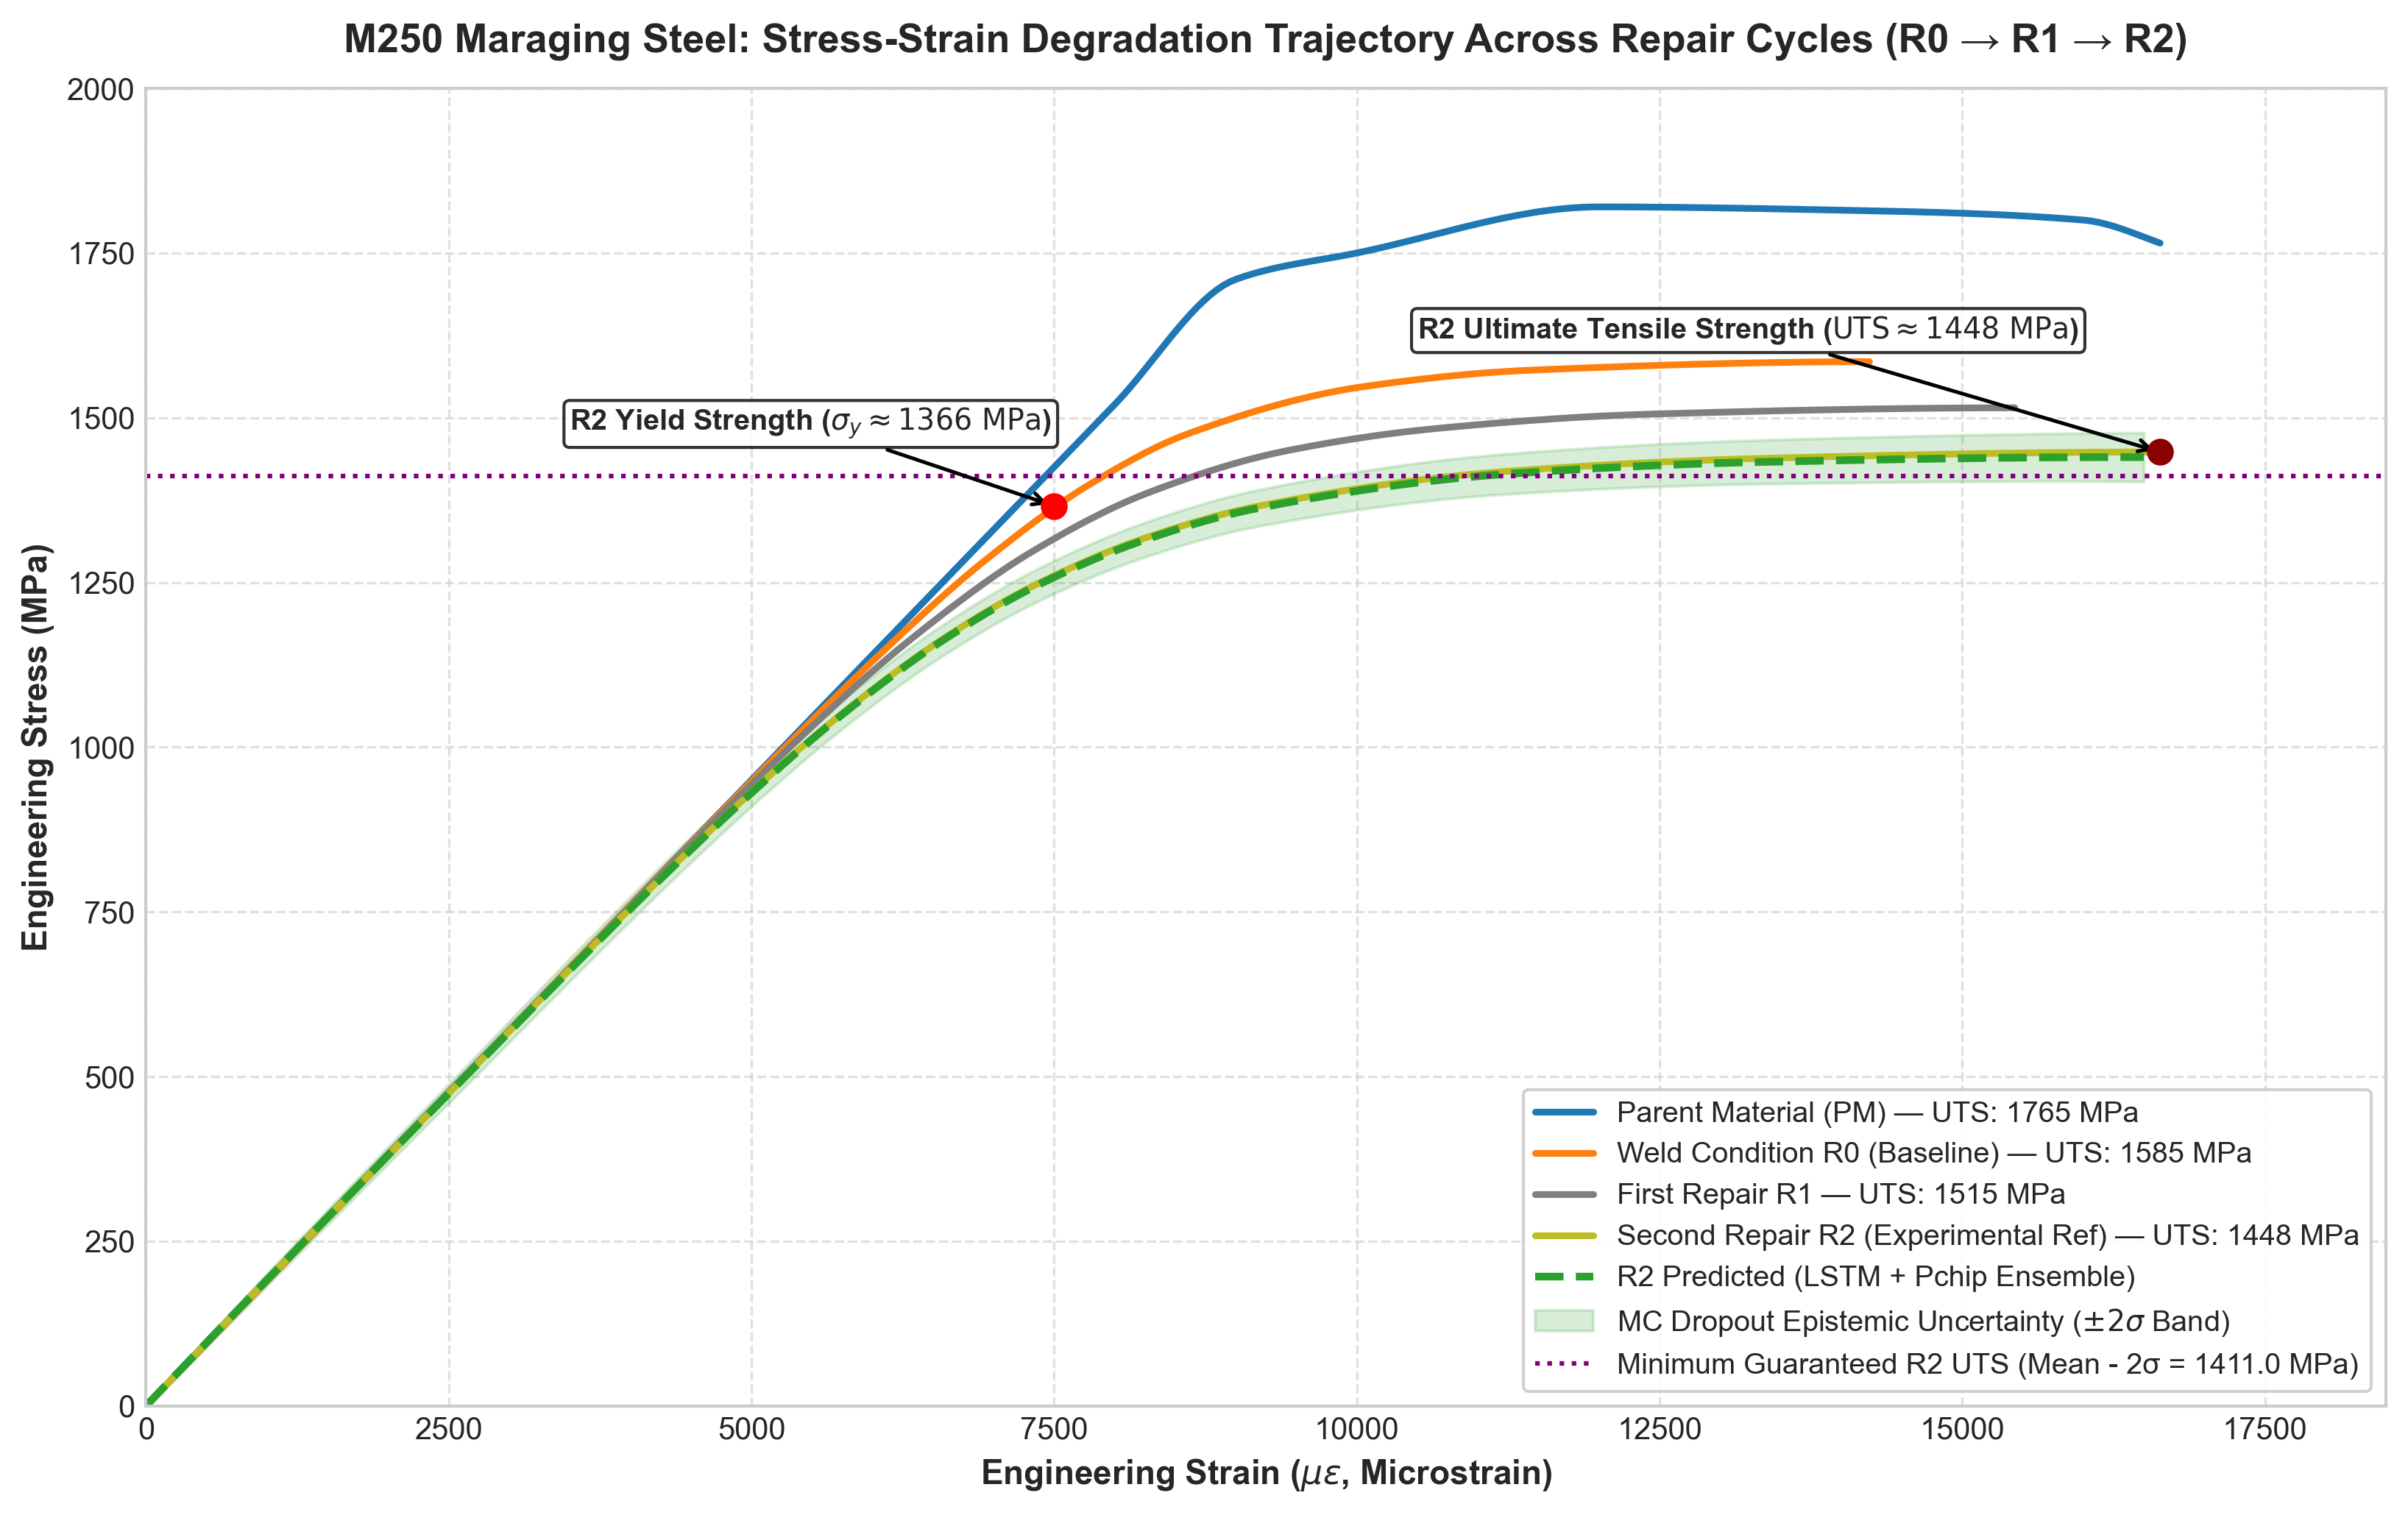 M250 Maraging Steel: Stress-Strain Degradation Trajectory Across Repair Cycles (R0 → R1 → R2)
Engineering Stress (MPa)
2000
1750
1500
1250
1000
750
500
250
0
R2 Ultimate Tensile Strength (UTS ≈ 1448 MPa)
R2 Yield Strength (σ_y ≈ 1366 MPa)
Parent Material (PM) — UTS: 1765 MPa
Weld Condition R0 (Baseline) — UTS: 1585 MPa
First Repair R1 — UTS: 1515 MPa
Second Repair R2 (Experimental Ref) — UTS: 1448 MPa
R2 Predicted (LSTM + Pchip Ensemble)
MC Dropout Epistemic Uncertainty (±2σ Band)
Minimum Guaranteed R2 UTS (Mean - 2σ = 1411.0 MPa)
0 2500 5000 7500 10000 12500 15000 17500
Engineering Strain (με, Microstrain)